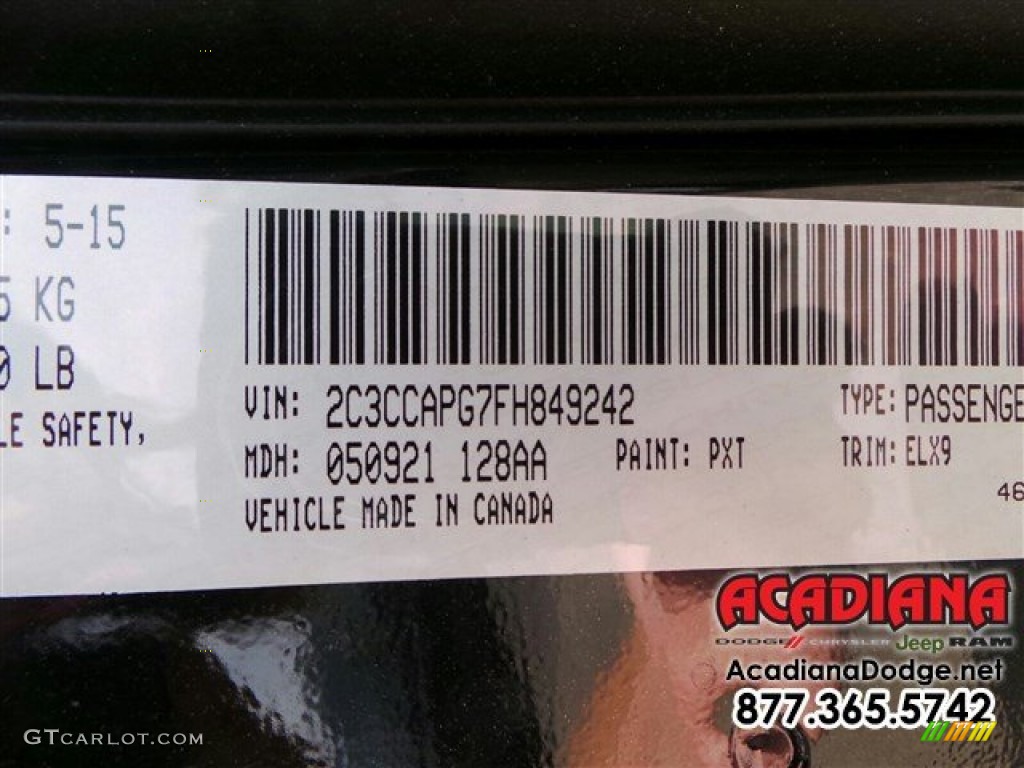 : 5-15
5 KG
0 LB
LE SAFETY,
VIN: 2C3CCAPG7FH849242
TYPE: PASSENGE
MDH: 050921 128AA
PAINT: PXT
TRIM: ELX9
46
VEHICLE MADE IN CANADA
ACADIANA
DODGE CHRYSLER Jeep RAM
AcadianaDodge.net
877.365.5742
GTCARLOT.COM